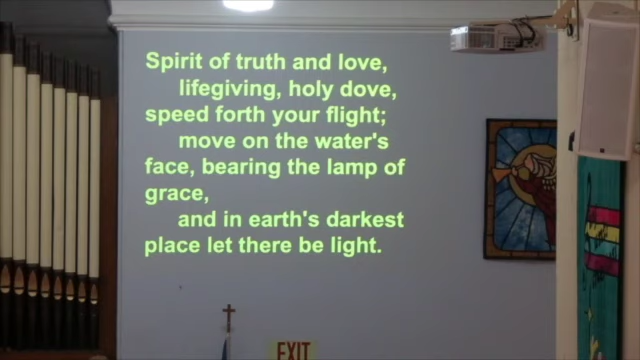 Spirit of truth and love,
lifegiving, holy dove,
speed forth your flight;
move on the water's
face, bearing the lamp of
grace,
and in earth's darkest
place let there be light.
EXIT